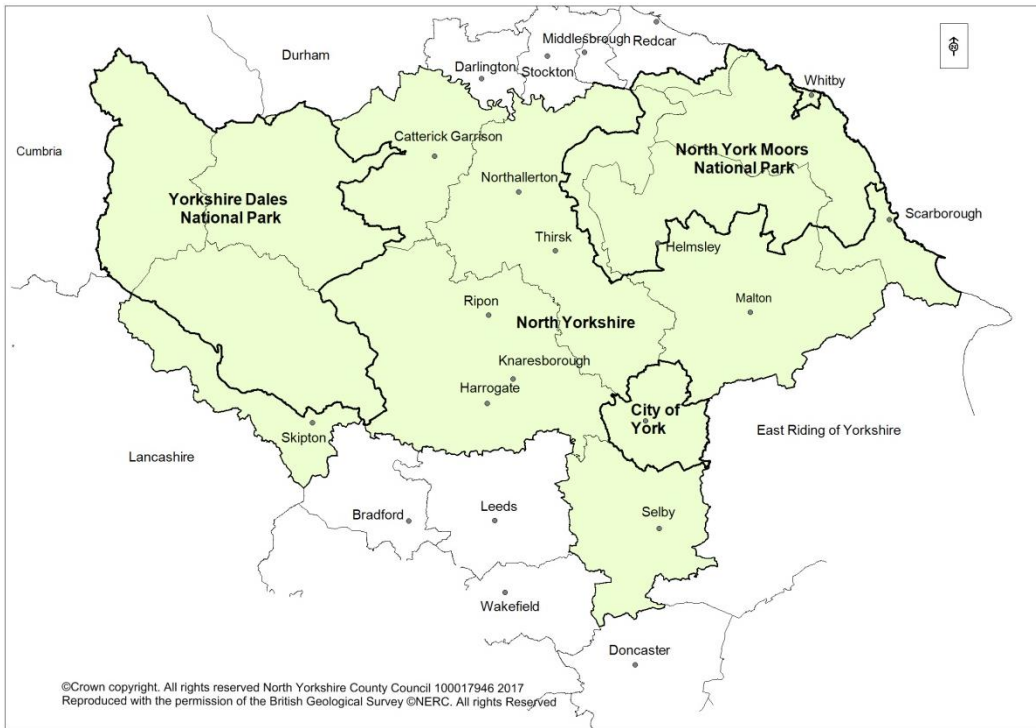 Redcar
Middlesbrough
Durham
Darlington
Stockton
Whitby
Catterick Garrison
Cumbria
North York Moors
National Park
Northallerton
Yorkshire Dales
National Park
Scarborough
Thirsk
Helmsley
Ripon
Malton
North Yorkshire
Knaresborough
Harrogate
City of
York
East Riding of Yorkshire
Skipton
Lancashire
Leeds
Bradford
Selby
Wakefield
Doncaster
©Crown copyright. All rights reserved North Yorkshire County Council 100017946 2017
Reproduced with the permission of the British Geological Survey ©NERC. All rights Reserved